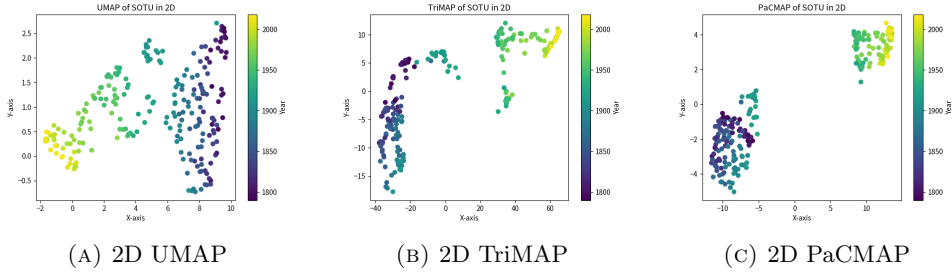 UMAP of SOTU in 2D
2.5
2.0
1.5
1.0
0.5
0.0
−0.5
Y-axis
−2 0 2 4 6 8 10
X-axis
2000
1950
1900
1850
1800
Year
(A) 2D UMAP
TriMAP of SOTU in 2D
10
5
0
−5
−10
−15
Y-axis
−40 −20 0 20 40 60
X-axis
2000
1950
1900
1850
1800
Year
(B) 2D TriMAP
PaCMAP of SOTU in 2D
4
2
0
−2
−4
Y-axis
−10 −5 0 5 10
X-axis
2000
1950
1900
1850
1800
Year
(C) 2D PaCMAP